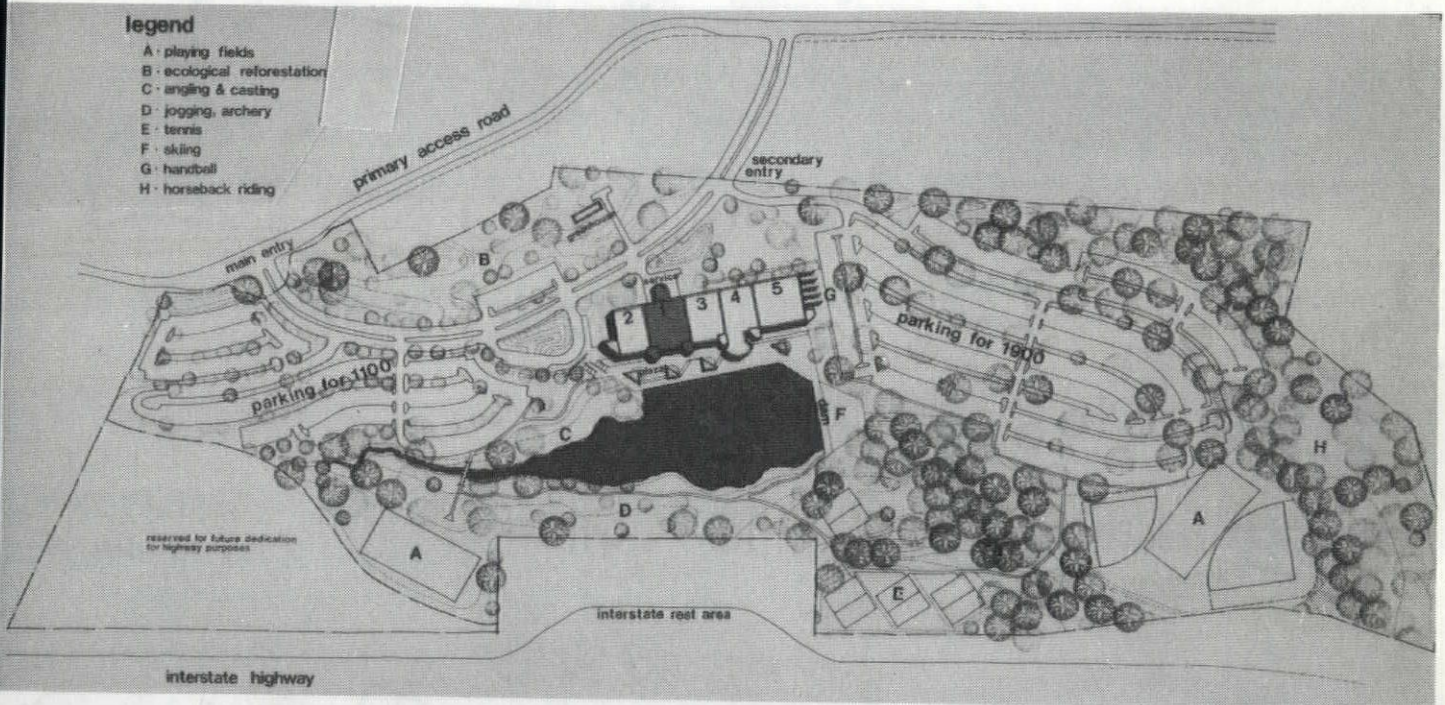 legend
A · playing fields
B · ecological reforestation
C · angling & casting
D · jogging, archery
E · tennis
F · skiing
G · handball
H · horseback riding
primary access road
secondary
entry
main entry
B
service
2
1
3
4
5
G
parking for 1900
parking for 1100
C
F
H
D
A
A
reserved for future dedication
for highway purposes
E
interstate rest area
interstate highway